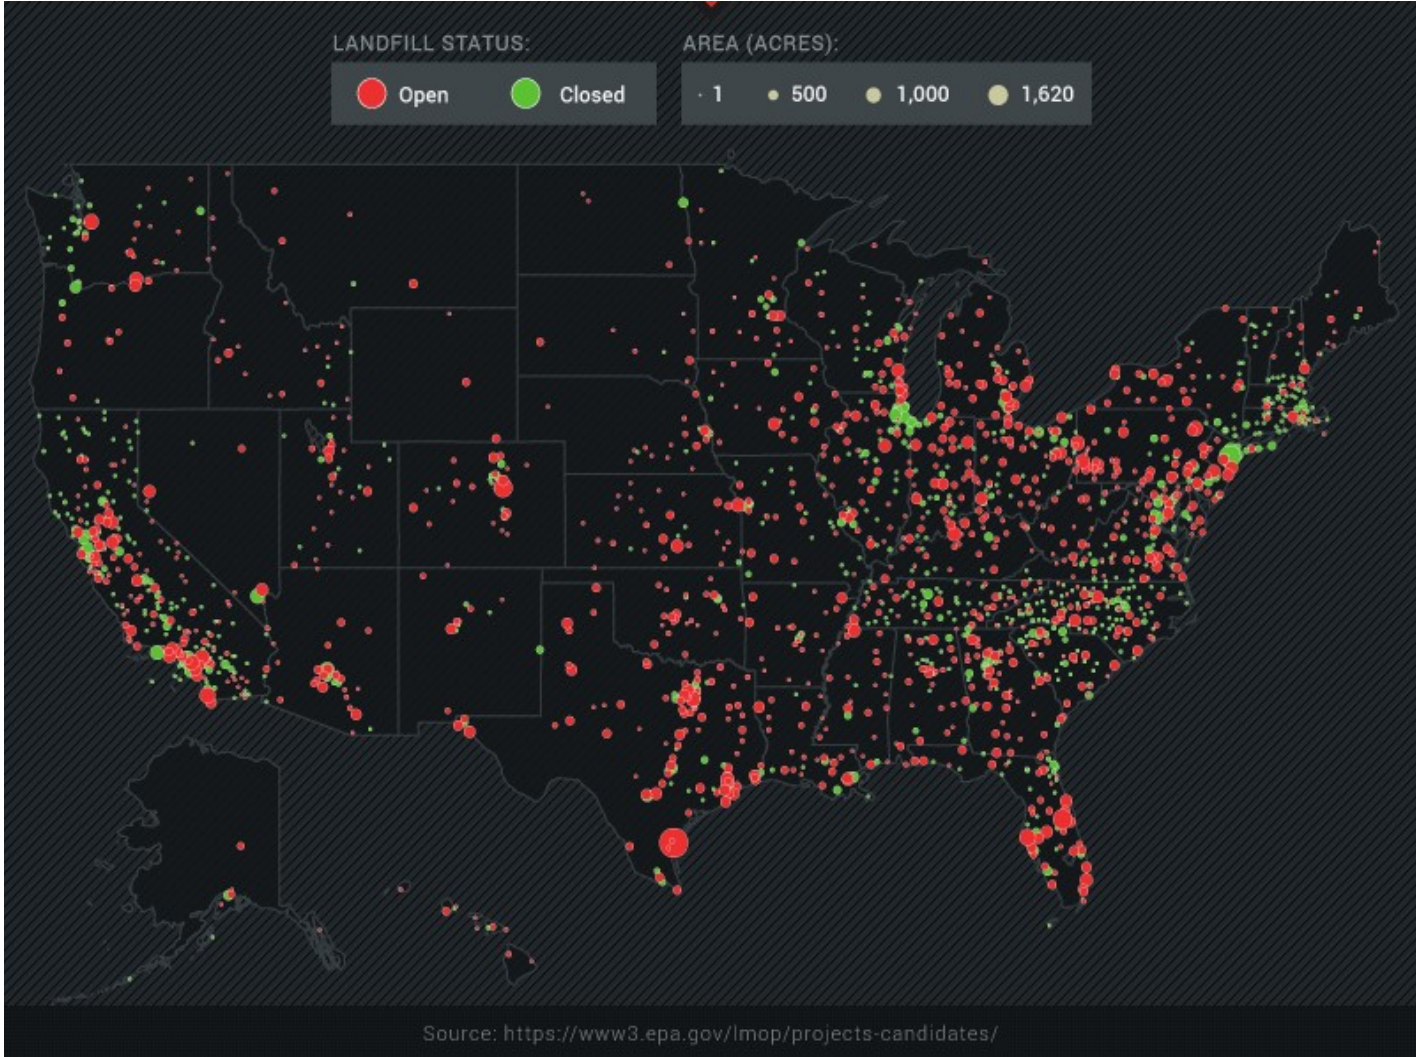 LANDFILL STATUS:
Open
Closed
AREA (ACRES):
1
500
1,000
1,620
Source: https://www3.epa.gov/lmop/projects-candidates/